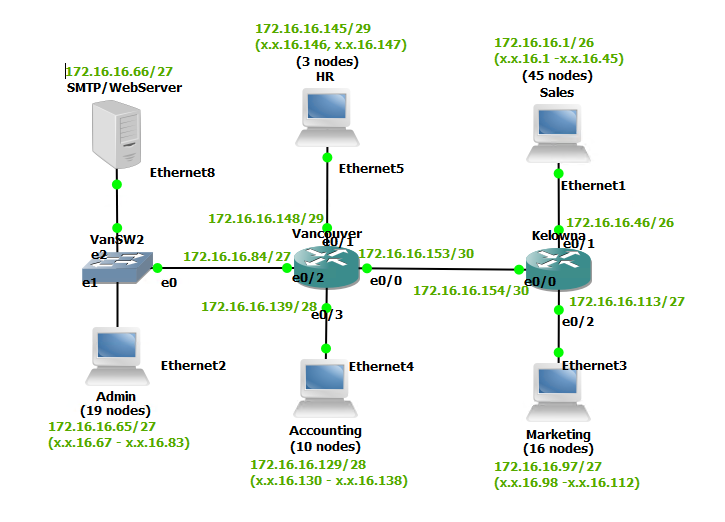 172.16.16.145/29
(x.x.16.146, x.x.16.147)
(3 nodes)
HR
172.16.16.1/26
(x.x.16.1 -x.x.16.45)
(45 nodes)
Sales
172.16.16.66/27
SMTP/WebServer
Ethernet8
Ethernet5
Ethernet1
172.16.16.148/29
172.16.16.46/26
VanSW2
Vancouver
Kelowna
e2
e0/1
e0/1
172.16.16.84/27
172.16.16.153/30
e1
e0
e0/2
e0/0
e0/0
172.16.16.154/30
172.16.16.139/28
172.16.16.113/27
e0/3
e0/2
Ethernet2
Ethernet4
Ethernet3
Admin
(19 nodes)
172.16.16.65/27
(x.x.16.67 - x.x.16.83)
Accounting
(10 nodes)
172.16.16.129/28
(x.x.16.130 - x.x.16.138)
Marketing
(16 nodes)
172.16.16.97/27
(x.x.16.98 -x.x.16.112)